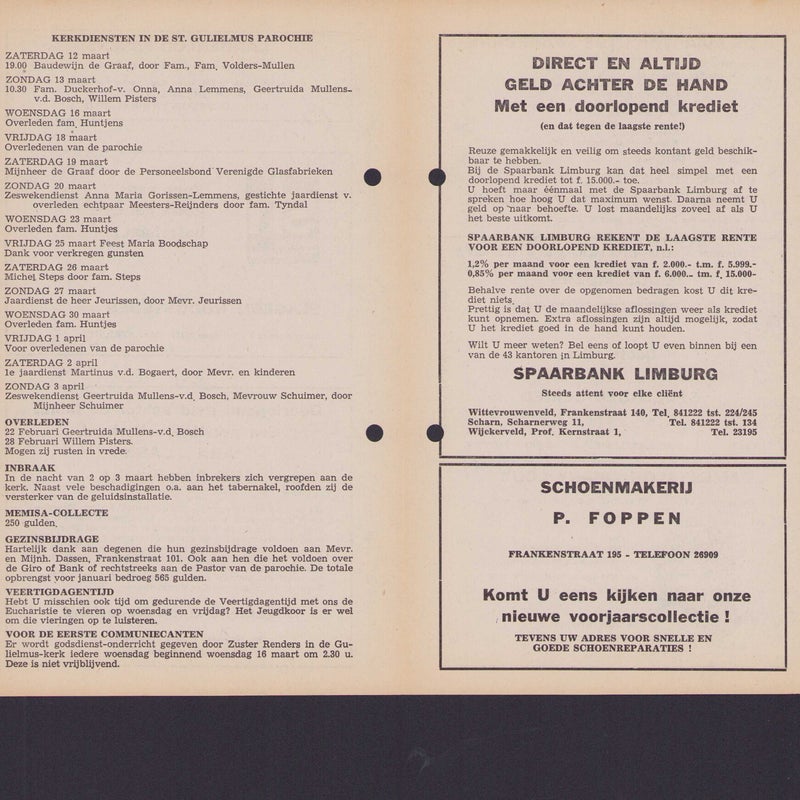 KERKDIENSTEN IN DE ST. GULIELMUS PAROCHIE
ZATERDAG 12 maart
19.00 Baudewijn de Graaf, door Fam., Fam. Volders-Mullen
ZONDAG 13 maart
10.30 Fam. Duckerhof-v. Onna, Anna Lemmens, Geertruida Mullens-
v.d. Bosch, Willem Pisters
WOENSDAG 16 maart
Overleden fam. Huntjens
VRIJDAG 18 maart
Overledenen van de parochie
ZATERDAG 19 maart
Mijnheer de Graaf door de Personeelsbond Verenigde Glasfabrieken
ZONDAG 20 maart
Zeswekendienst Anna Maria Gorissen-Lemmens, gestichte jaardienst v.
overleden echtpaar Meesters-Reijnders door fam. Tyndal
WOENSDAG 23 maart
Overleden fam. Huntjes
VRIJDAG 25 maart Feest Maria Boodschap
Dank voor verkregen gunsten
ZATERDAG 26 maart
Michel Steps door fam. Steps
ZONDAG 27 maart
Jaardienst de heer Jeurissen, door Mevr. Jeurissen
WOENSDAG 30 maart
Overleden fam. Huntjes
VRIJDAG 1 april
Voor overledenen van de parochie
ZATERDAG 2 april
1e jaardienst Martinus v.d. Bogaert, door Mevr. en kinderen
ZONDAG 3 april
Zeswekendienst Geertruida Mullens-v.d. Bosch, Mevrouw Schuimer, door
Mijnheer Schuimer
OVERLEDEN
22 Februari Geertruida Mullens-v.d. Bosch
28 Februari Willem Pisters.
Mogen zij rusten in vrede.
INBRAAK
In de nacht van 2 op 3 maart hebben inbrekers zich vergrepen aan de
kerk. Naast vele beschadigingen o.a. aan het tabernakel, roofden zij de
versterker van de geluidsinstallatie.
MEMISA-COLLECTE
250 gulden.
GEZINSBIJDRAGE
Hartelijk dank aan degenen die hun gezinsbijdrage voldoen aan Mevr.
en Mijnh. Dassen, Frankenstraat 101. Ook aan hen die het voldoen over
de Giro of Bank of rechtstreeks aan de Pastor van de parochie. De totale
opbrengst voor januari bedroeg 565 gulden.
VEERTIGDAGENTIJD
Hebt U misschien ook tijd om gedurende de Veertigdagentijd met ons de
Eucharistie te vieren op woensdag en vrijdag? Het Jeugdkoor is er wel
om die vieringen op te luisteren.
VOOR DE EERSTE COMMUNIECANTEN
Er wordt godsdienst-onderricht gegeven door Zuster Renders in de Gu-
lielmus-kerk iedere woensdag beginnend woensdag 16 maart om 2.30 u.
Deze is niet vrijblijvend.
DIRECT EN ALTIJD
GELD ACHTER DE HAND
Met een doorlopend krediet
(en dat tegen de laagste rente!)
Reuze gemakkelijk en veilig om steeds kontant geld beschik-
baar te hebben.
Bij de Spaarbank Limburg kan dat heel simpel met een
doorlopend krediet tot f. 15.000.- toe.
U hoeft maar éénmaal met de Spaarbank Limburg af te
spreken hoe hoog U dat maximum wenst. Daarna neemt U
geld op naar behoefte. U lost maandelijks zoveel af als U
het beste uitkomt.
SPAARBANK LIMBURG REKENT DE LAAGSTE RENTE
VOOR EEN DOORLOPEND KREDIET, n.l.:
1,2% per maand voor een krediet van f. 2.000.- t.m. f. 5.999.-
0,85% per maand voor een krediet van f. 6.000.- tm. f. 15.000-
Behalve rente over de opgenomen bedragen kost U dit kre-
diet niets.
Prettig is dat U de maandelijkse aflossingen weer als krediet
kunt opnemen. Extra aflossingen zijn altijd mogelijk, zodat
U het krediet goed in de hand kunt houden.
Wilt U meer weten? Bel eens of loopt U even binnen bij een
van de 43 kantoren in Limburg.
SPAARBANK LIMBURG
Steeds attent voor elke cliënt
Wittevrouwenveld, Frankenstraat 140, Tel. 841222 tst. 224/245
Scharn, Scharnerweg 11, Tel. 841222 tst. 134
Wijckerveld, Prof. Kernstraat 1, Tel. 23195
SCHOENMAKERIJ
P. FOPPEN
FRANKENSTRAAT 195 - TELEFOON 26909
Komt U eens kijken naar onze
nieuwe voorjaarscollectie !
TEVENS UW ADRES VOOR SNELLE EN
GOEDE SCHOENREPARATIES !